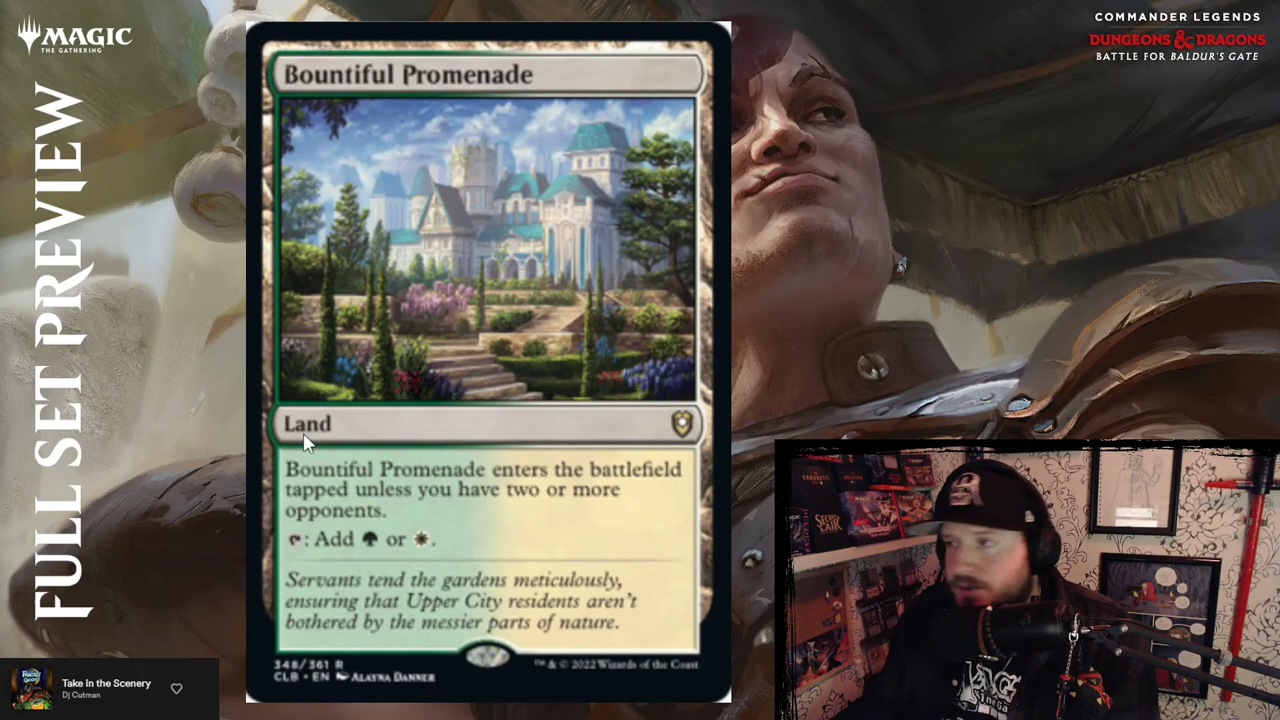 MAGIC
THE GATHERING
COMMANDER LEGENDS
DUNGEONS & DRAGONS
BATTLE FOR BALDUR'S GATE
FULL SET PREVIEW
Bountiful Promenade
Land
Bountiful Promenade enters the battlefield
tapped unless you have two or more
opponents.
: Add or .
Servants tend the gardens meticulously,
ensuring that Upper City residents aren't
bothered by the messier parts of nature.
348/361 R
CLB • EN ALAYNA DANNER
™ & © 2022 Wizards of the Coast
Take in the Scenery
Dj Cutman
SECRET
LAIR